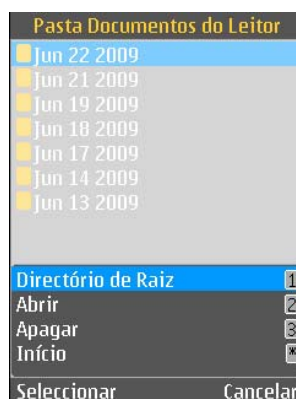 Pasta Documentos do Leitor
Jun 22 2009
Jun 21 2009
Jun 19 2009
Jun 18 2009
Jun 17 2009
Jun 14 2009
Jun 13 2009
Directório de Raiz 1
Abrir 2
Apagar 3
Início *
Seleccionar Cancelar